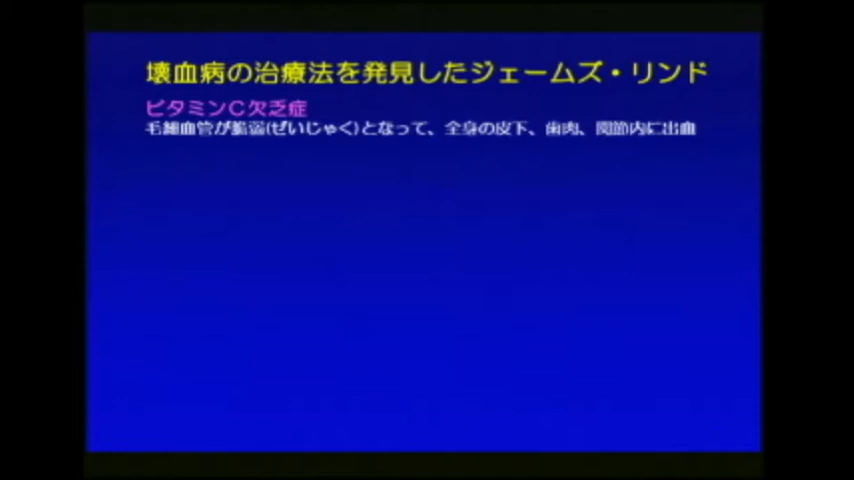 壊血病の治療法を発見したジェームズ・リンド
ビタミンC欠乏症
毛細血管が脆弱(ぜいじゃく)となって、全身の皮下、歯肉、関節内に出血